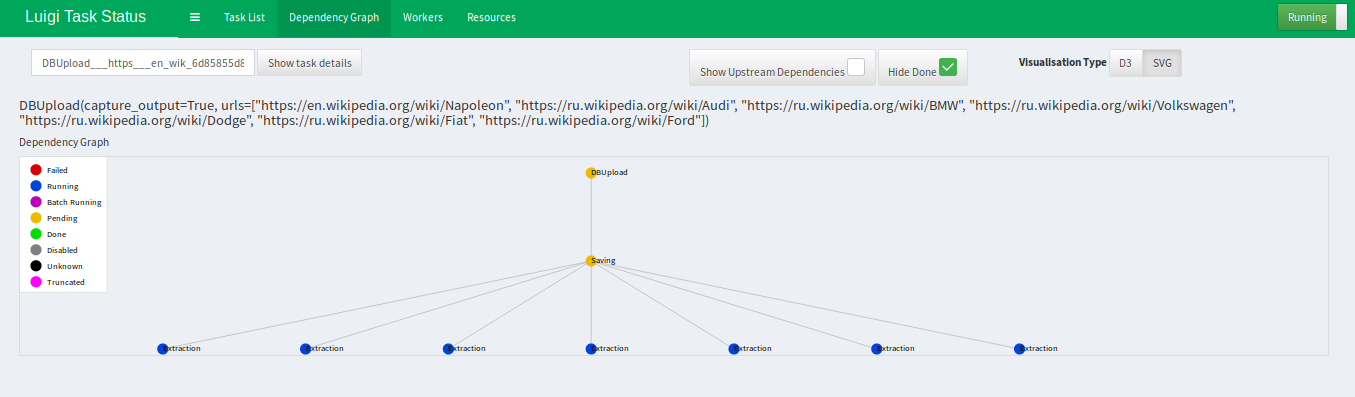 Luigi Task Status
Task List
Dependency Graph
Workers
Resources
Running
DBUpload___https___en_wik_6d85855d8
Show task details
Show Upstream Dependencies
Hide Done
Visualisation Type
D3
SVG
DBUpload(capture_output=True, urls=["https://en.wikipedia.org/wiki/Napoleon", "https://ru.wikipedia.org/wiki/Audi", "https://ru.wikipedia.org/wiki/BMW", "https://ru.wikipedia.org/wiki/Volkswagen",
"https://ru.wikipedia.org/wiki/Dodge", "https://ru.wikipedia.org/wiki/Fiat", "https://ru.wikipedia.org/wiki/Ford"])
Dependency Graph
Failed
Running
Batch Running
Pending
Done
Disabled
Unknown
Truncated
DBUpload
Saving
Extraction
Extraction
Extraction
Extraction
Extraction
Extraction
Extraction